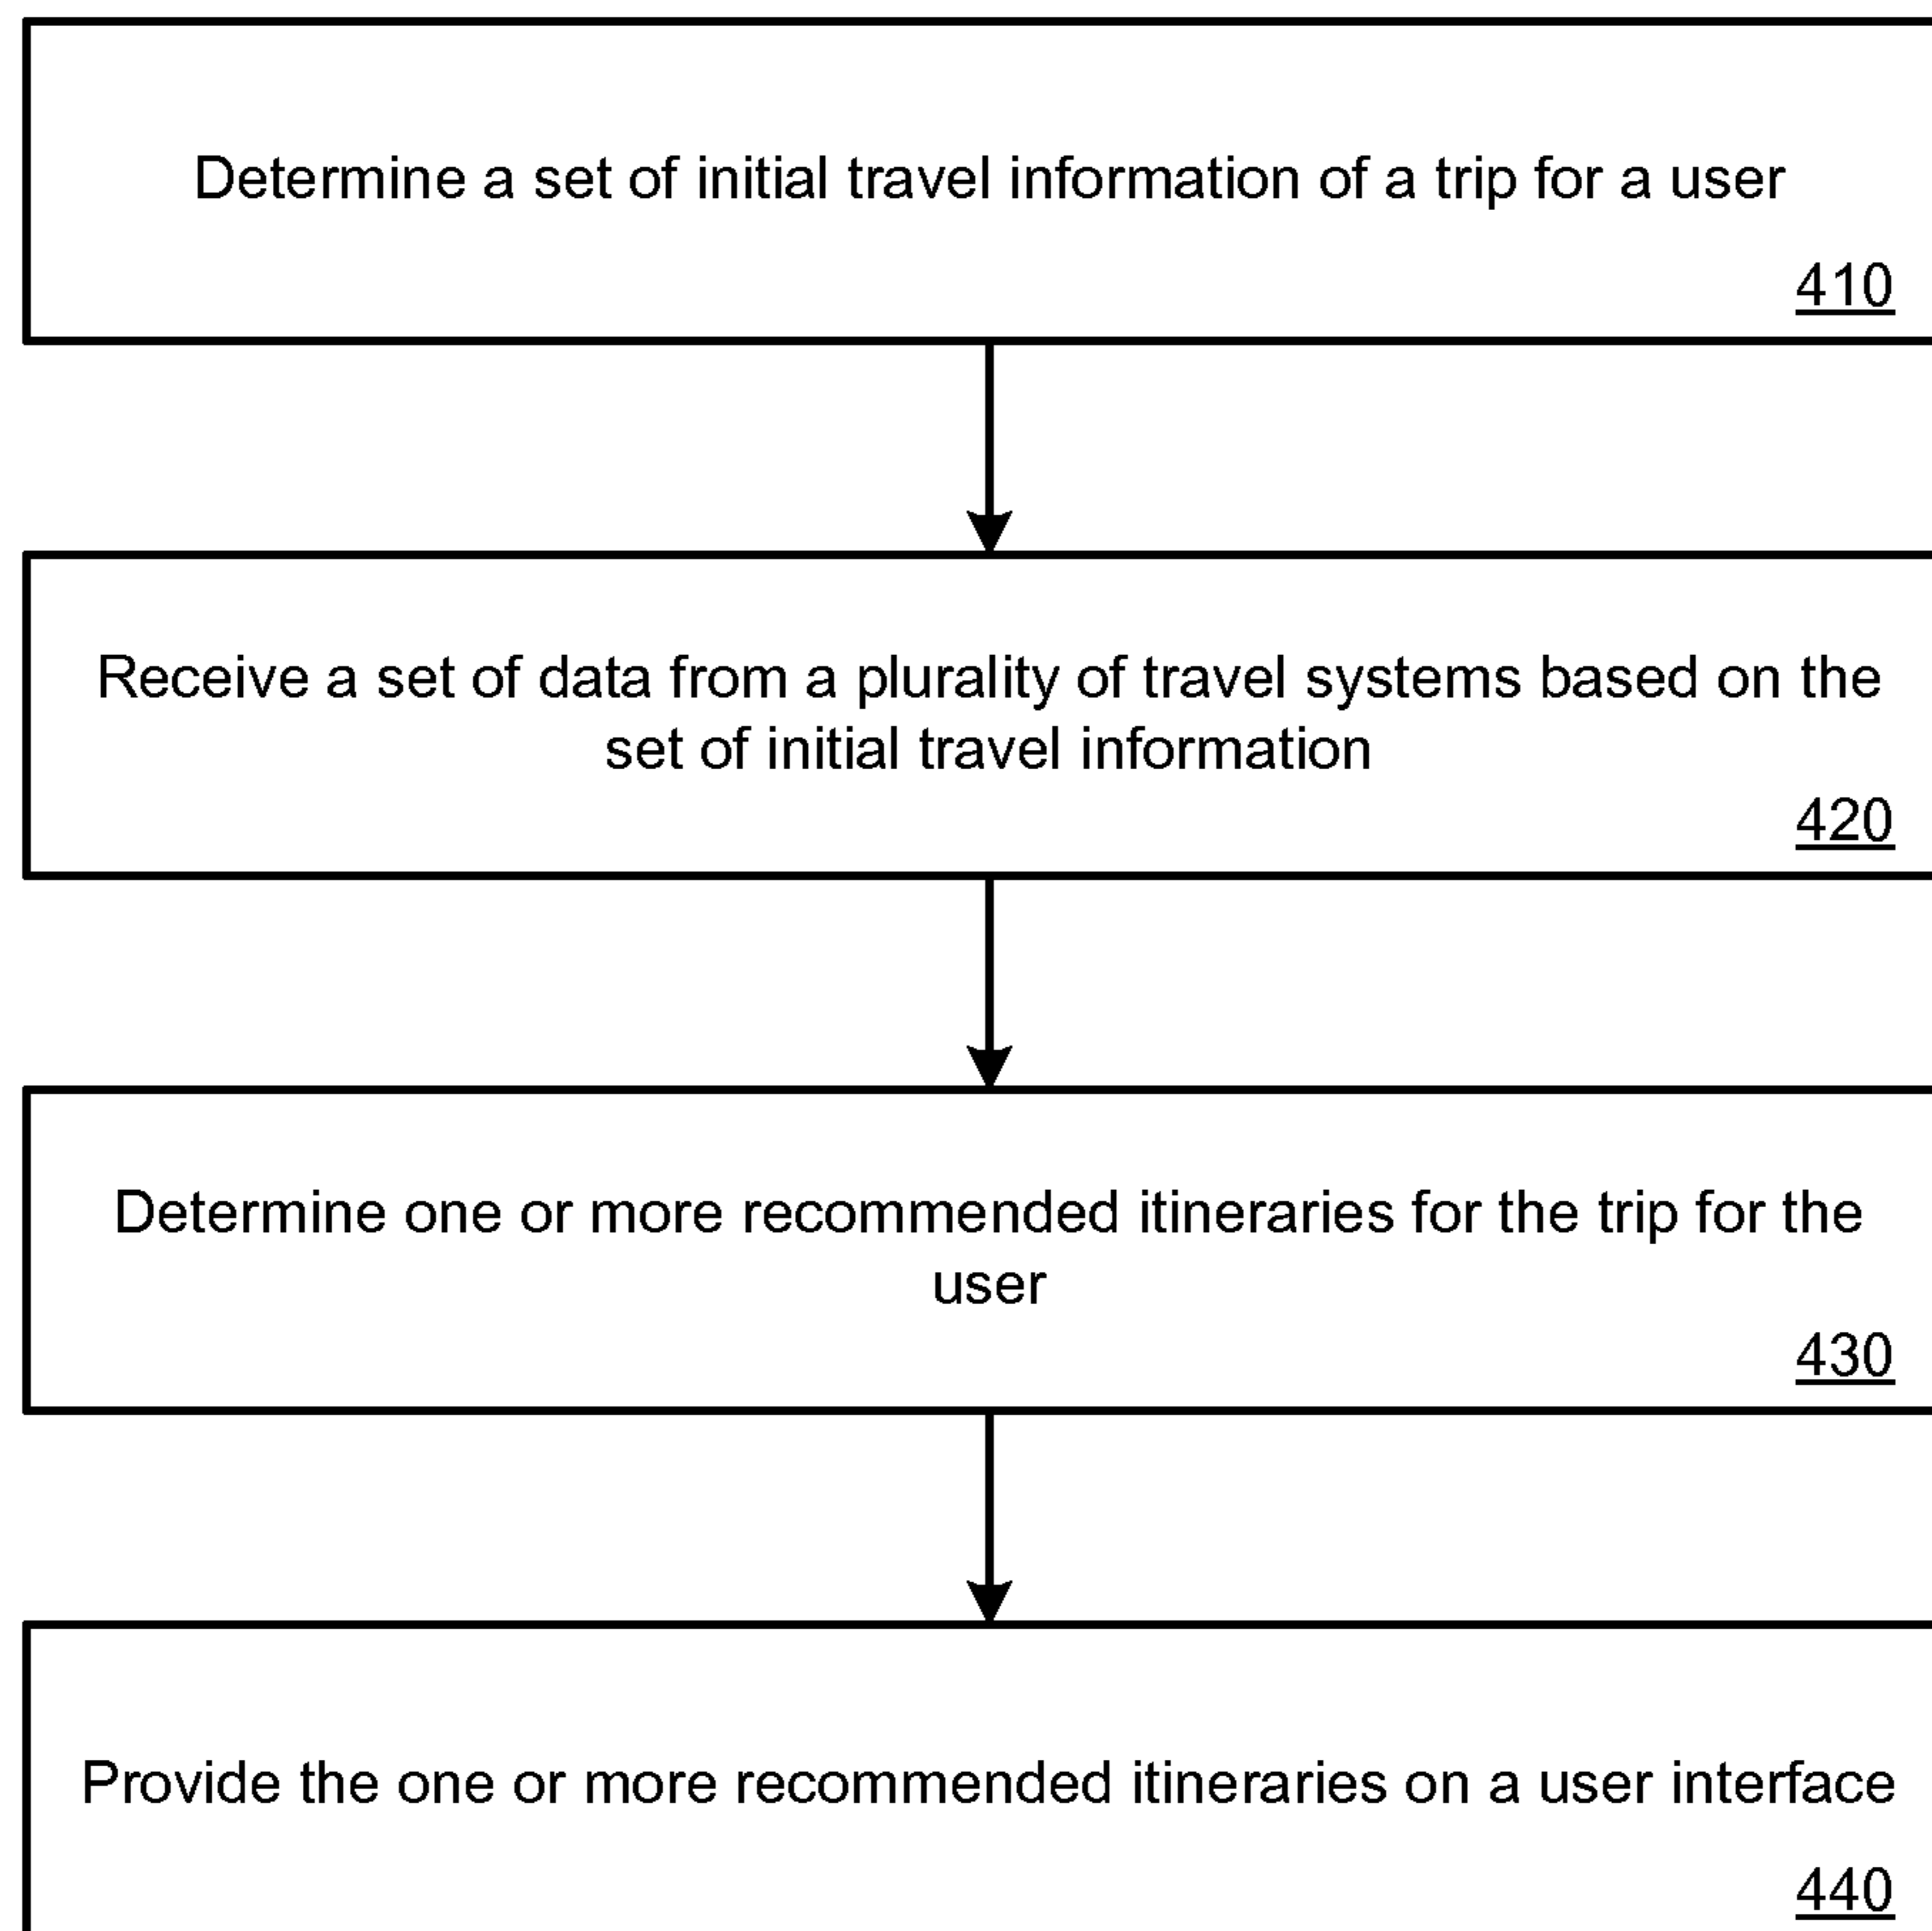 Determine a set of initial travel information of a trip for a user
410
Receive a set of data from a plurality of travel systems based on the
set of initial travel information
420
Determine one or more recommended itineraries for the trip for the
user
430
Provide the one or more recommended itineraries on a user interface
440